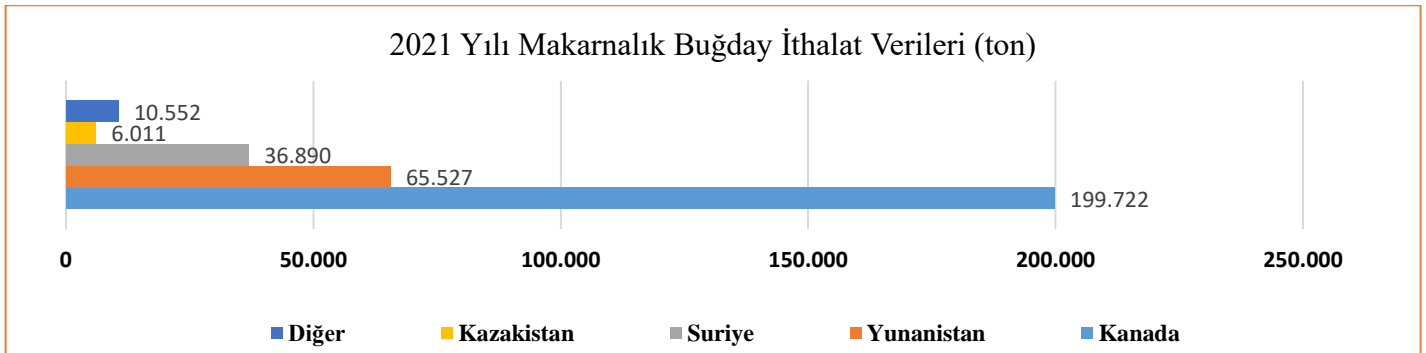 2021 Yılı Makarnalık Buğday İthalat Verileri (ton)
10.552
6.011
36.890
65.527
199.722
0 50.000 100.000 150.000 200.000 250.000
Diğer Kazakistan Suriye Yunanistan Kanada